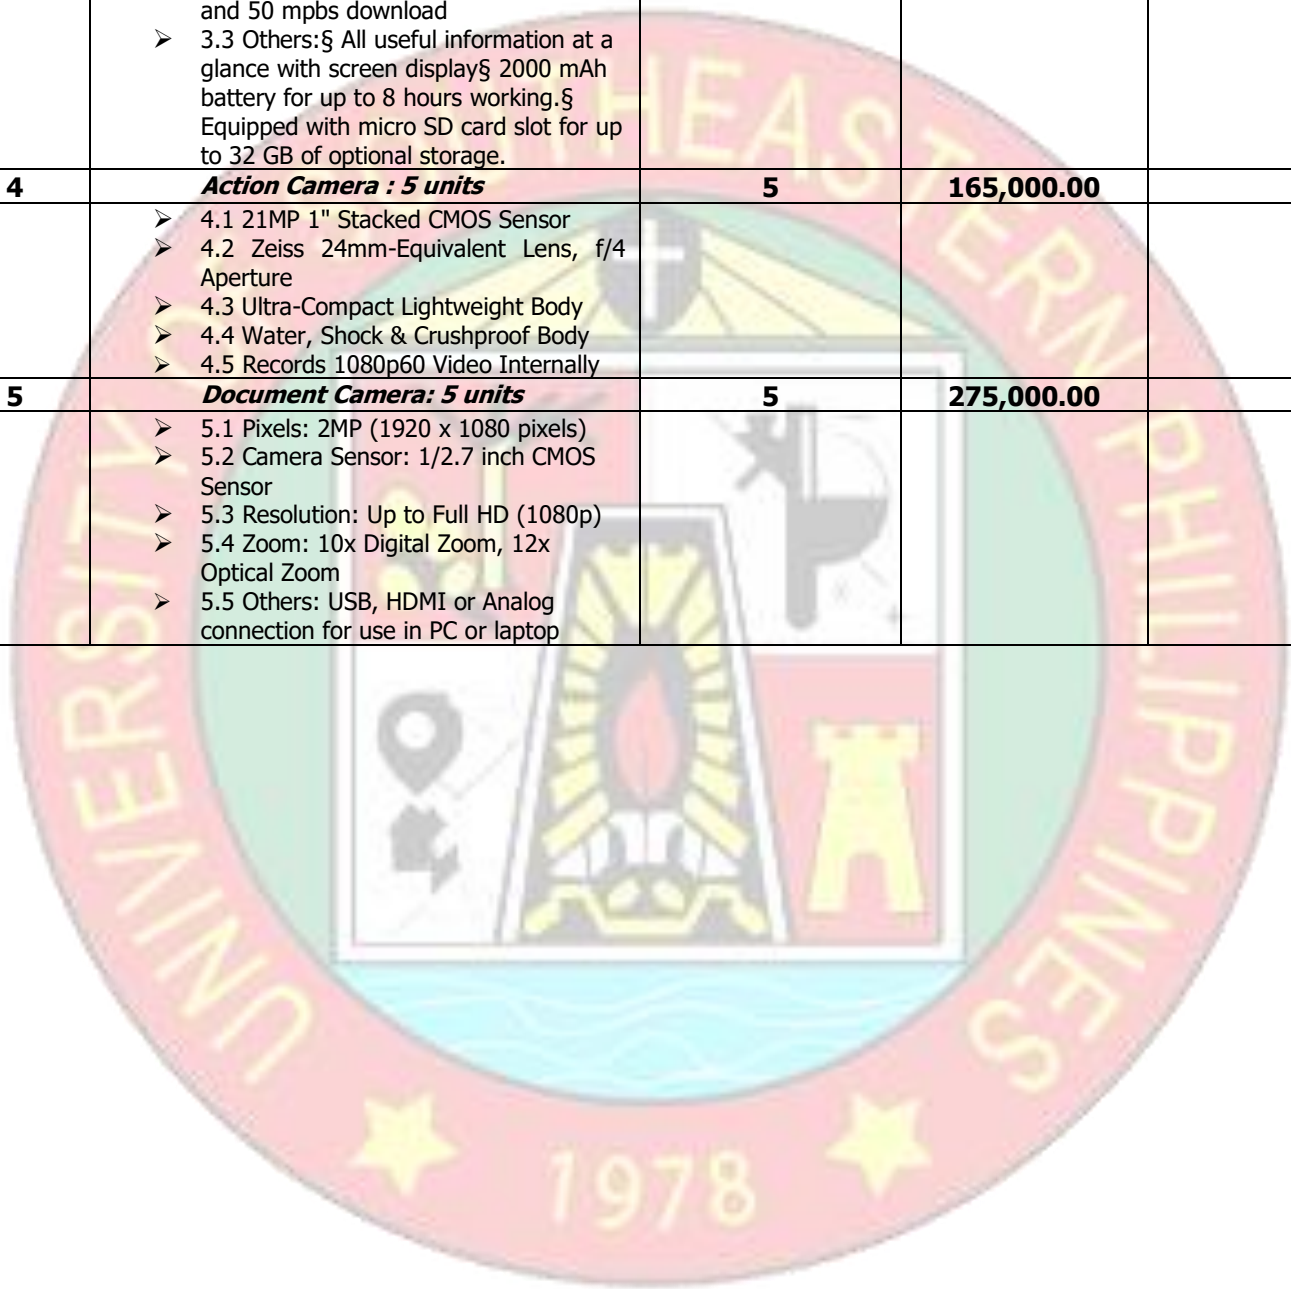 and 50 mpbs download
➢ 3.3 Others:§ All useful information at a
glance with screen display§ 2000 mAh
battery for up to 8 hours working.§
Equipped with micro SD card slot for up
to 32 GB of optional storage.
4 Action Camera : 5 units 5 165,000.00
➢ 4.1 21MP 1" Stacked CMOS Sensor
➢ 4.2 Zeiss 24mm-Equivalent Lens, f/4
Aperture
➢ 4.3 Ultra-Compact Lightweight Body
➢ 4.4 Water, Shock & Crushproof Body
➢ 4.5 Records 1080p60 Video Internally
5 Document Camera: 5 units 5 275,000.00
➢ 5.1 Pixels: 2MP (1920 x 1080 pixels)
➢ 5.2 Camera Sensor: 1/2.7 inch CMOS
Sensor
➢ 5.3 Resolution: Up to Full HD (1080p)
➢ 5.4 Zoom: 10x Digital Zoom, 12x
Optical Zoom
➢ 5.5 Others: USB, HDMI or Analog
connection for use in PC or laptop
UNIVERSITY OF SOUTHEASTERN PHILIPPINES
1978